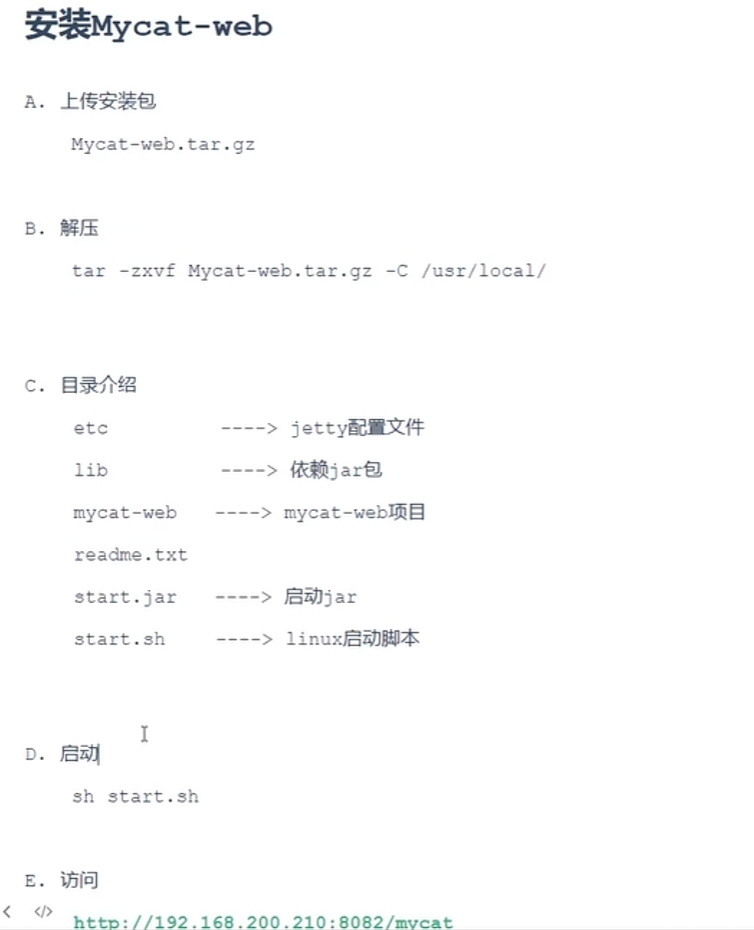 安装Mycat-web
A. 上传安装包
Mycat-web.tar.gz
B. 解压
tar -zxvf Mycat-web.tar.gz -C /usr/local/
C. 目录介绍
etc ----> jetty配置文件
lib ----> 依赖jar包
mycat-web ----> mycat-web项目
readme.txt
start.jar ----> 启动jar
start.sh ----> linux启动脚本
D. 启动
sh start.sh
E. 访问
http://192.168.200.210:8082/mycat